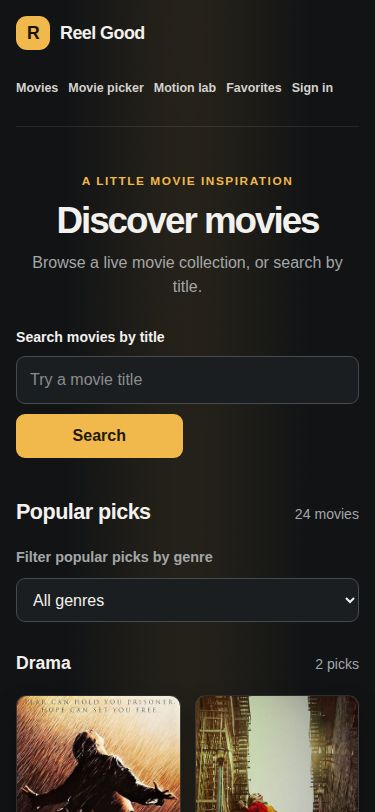 R Reel Good
Movies Movie picker Motion lab Favorites Sign in
A LITTLE MOVIE INSPIRATION
Discover movies
Browse a live movie collection, or search by
title.
Search movies by title
Try a movie title
Search
Popular picks 24 movies
Filter popular picks by genre
All genres
Drama 2 picks
FEAR CAN HOLD YOU PRISONER.
HOPE CAN SET YOU FREE.